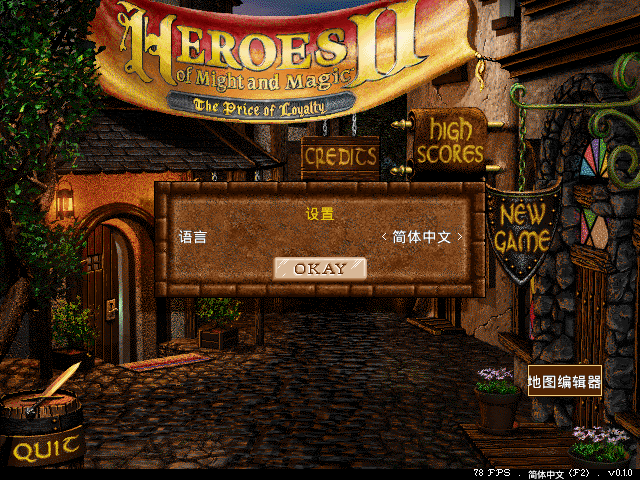 HEROES II
of Might and Magic
The Price of Loyalty
CREDITS
HIGH
SCORES
设置
语言 < 简体中文 >
OKAY
NEW
GAME
地图编辑器
QUIT
78 FPS . 简体中文 (F2) . v0.1.0